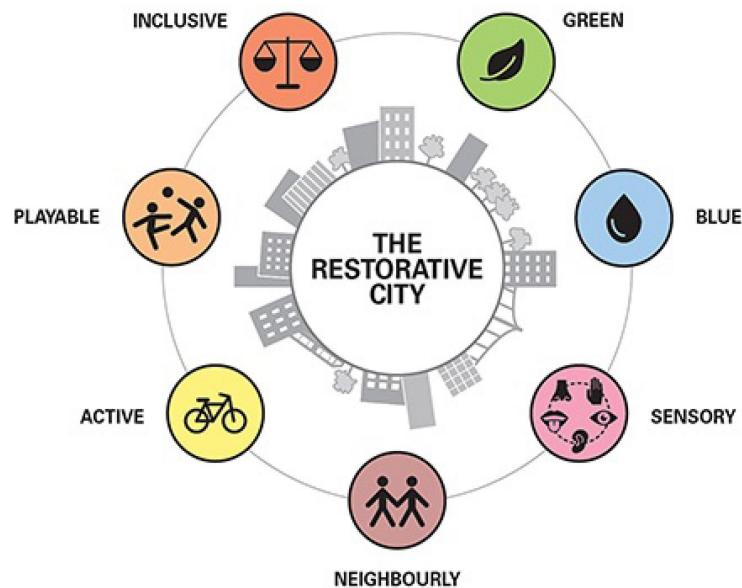 INCLUSIVE
GREEN
PLAYABLE
BLUE
THE
RESTORATIVE
CITY
ACTIVE
SENSORY
NEIGHBOURLY